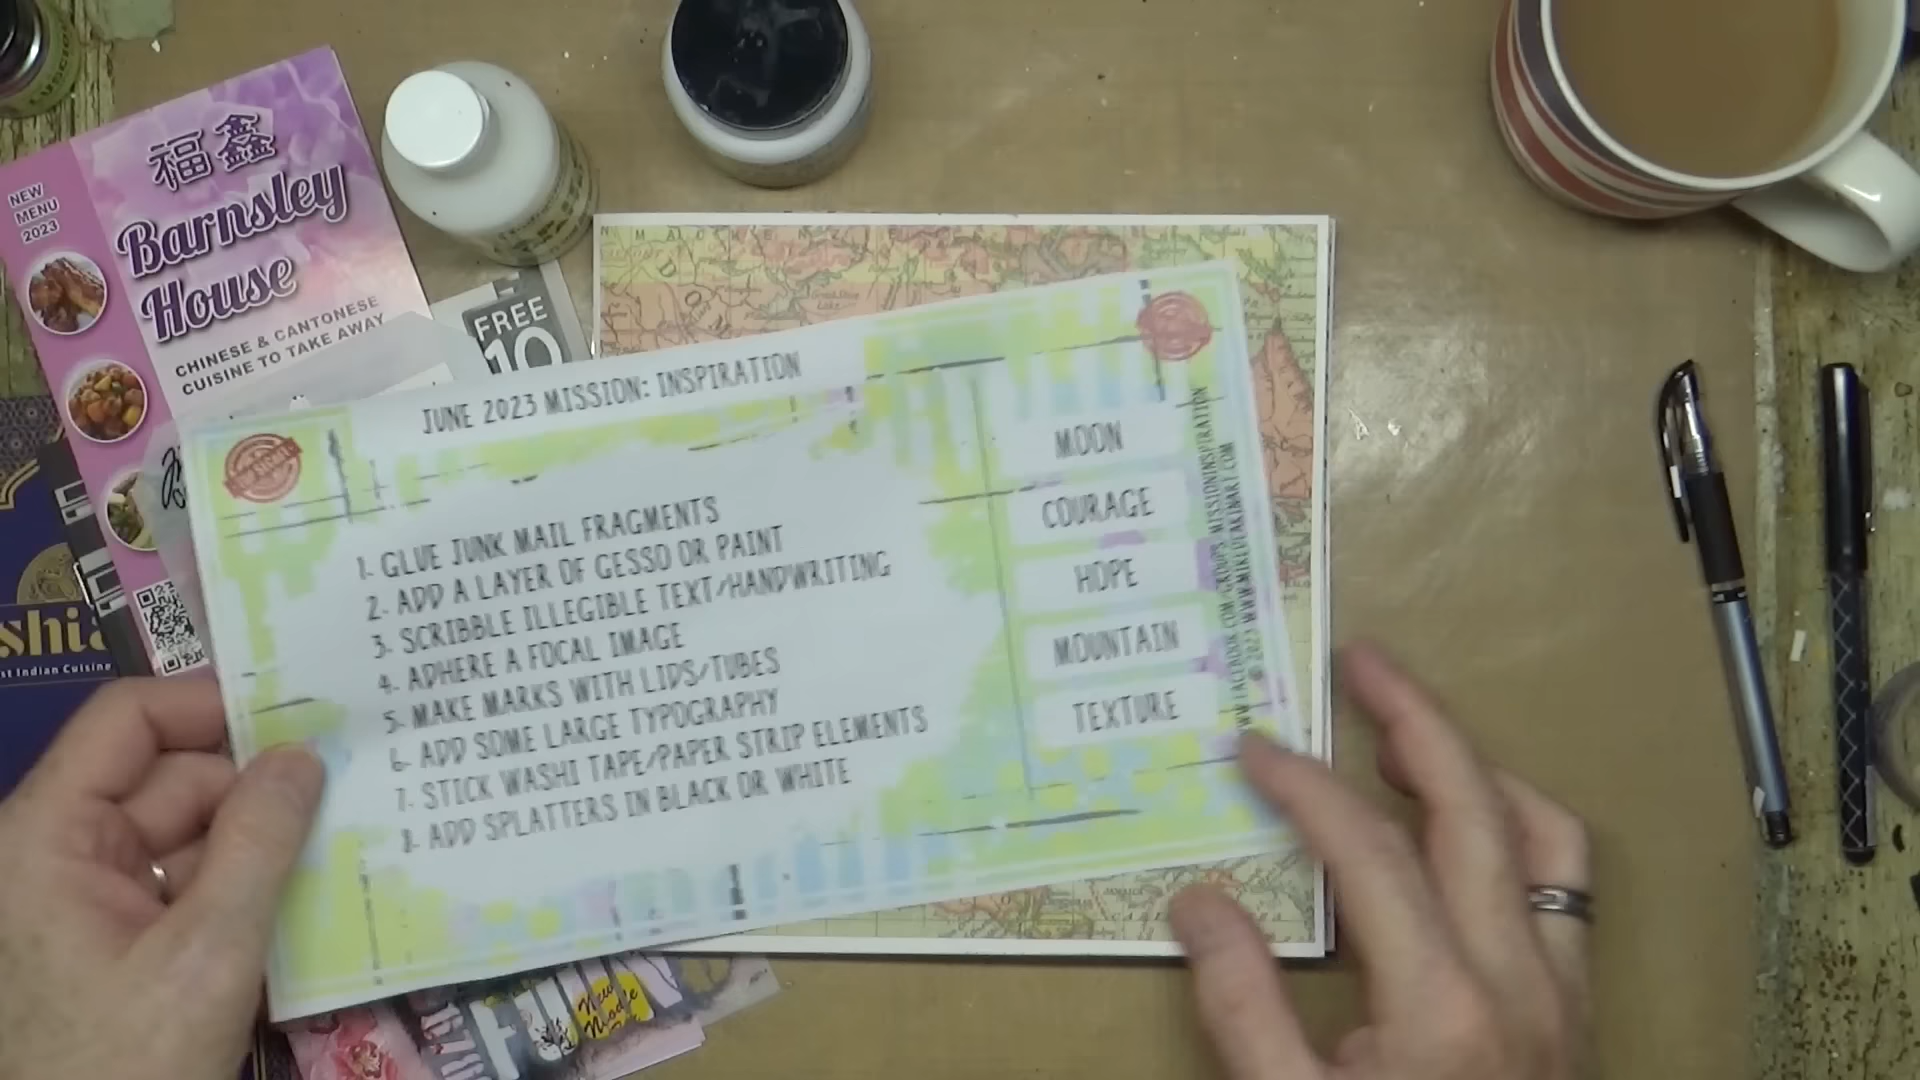 福鑫
Barnsley
House
NEW
MENU
2023
CHINESE & CANTONESE
CUISINE TO TAKE AWAY
FREE
10
JUNE 2023 MISSION: INSPIRATION
1. GLUE JUNK MAIL FRAGMENTS
2. ADD A LAYER OF GESSO OR PAINT
3. SCRIBBLE ILLEGIBLE TEXT/HANDWRITING
4. ADHERE A FOCAL IMAGE
5. MAKE MARKS WITH LIDS/TUBES
6. ADD SOME LARGE TYPOGRAPHY
7. STICK WASHI TAPE/PAPER STRIP ELEMENTS
8. ADD SPLATTERS IN BLACK OR WHITE
MOON
COURAGE
HOPE
MOUNTAIN
TEXTURE
WWW.FACEBOOK.COM/GROUPS/MISSIONINSPIRATION
© 2023 WWW.MIKEDEAKINART.COM
shia
st Indian Cuisine